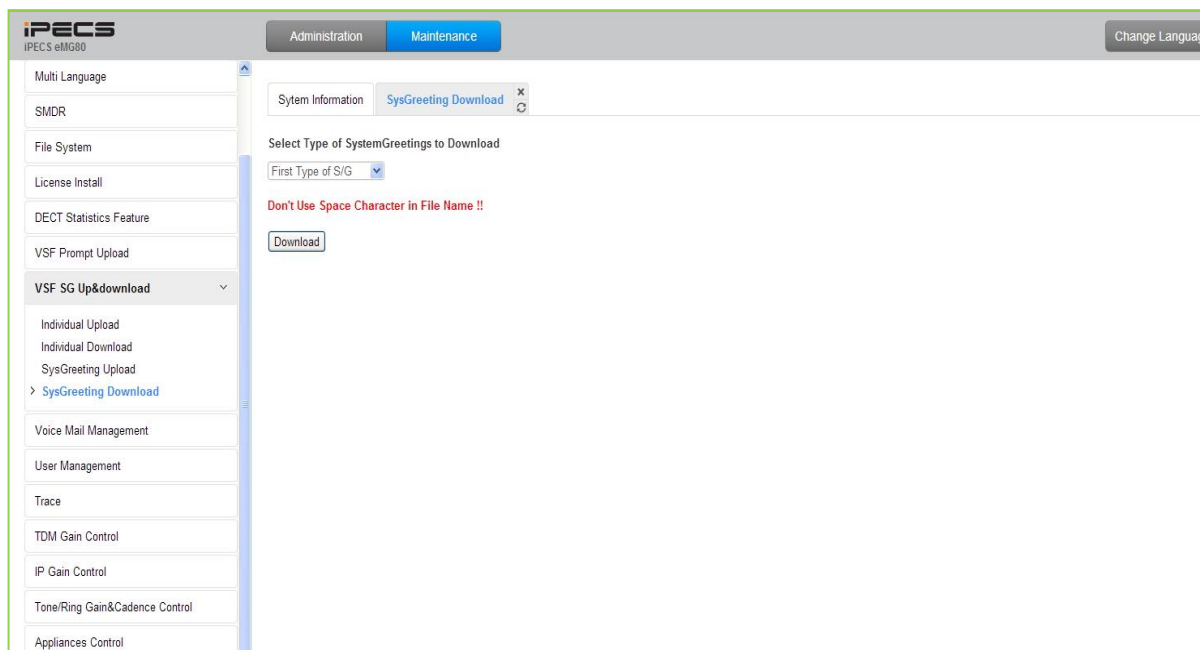 iPECS
iPECS eMG80
Administration
Maintenance
Change Languag
Multi Language
SMDR
File System
License Install
DECT Statistics Feature
VSF Prompt Upload
VSF SG Up&download
Individual Upload
Individual Download
SysGreeting Upload
> SysGreeting Download
Voice Mail Management
User Management
Trace
TDM Gain Control
IP Gain Control
Tone/Ring Gain&Cadence Control
Appliances Control
Sytem Information
SysGreeting Download
Select Type of SystemGreetings to Download
First Type of S/G
Don't Use Space Character in File Name !!
Download